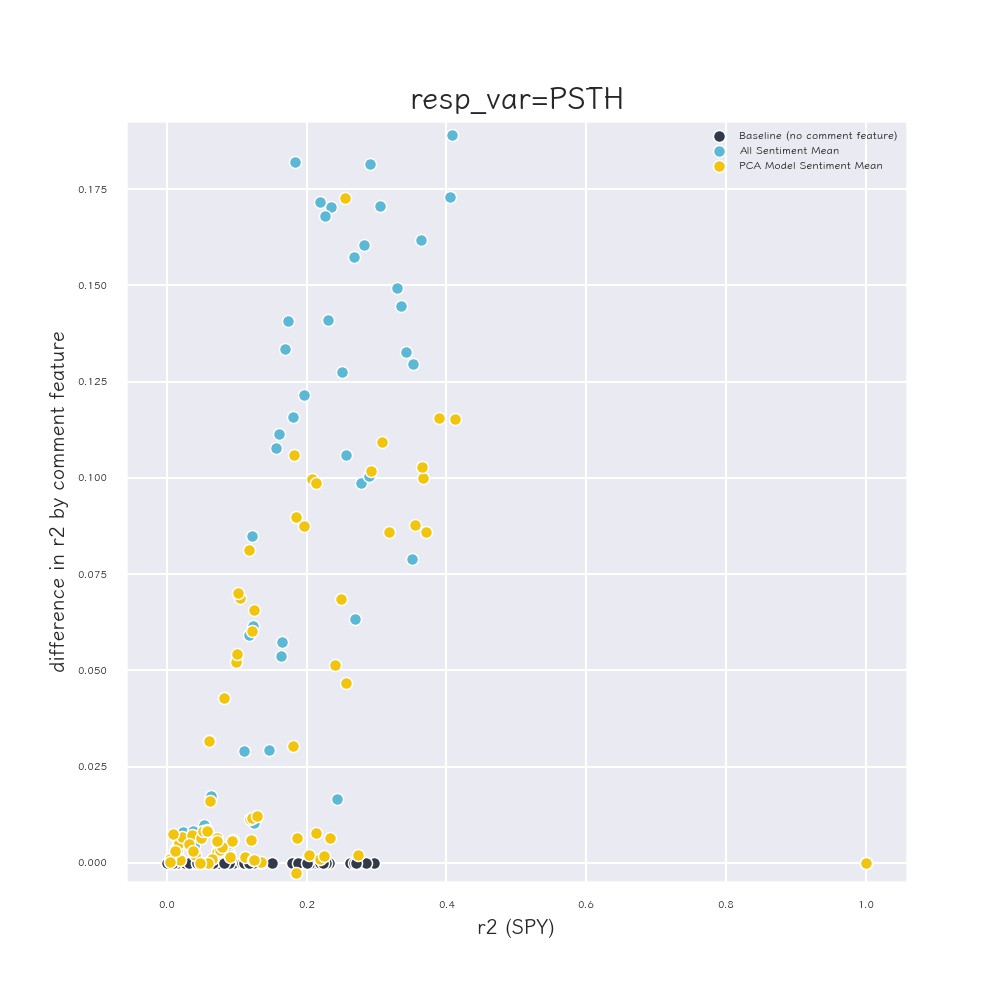 resp_var=PSTH
Baseline (no comment feature)
All Sentiment Mean
PCA Model Sentiment Mean
difference in r2 by comment feature
0.175
0.150
0.125
0.100
0.075
0.050
0.025
0.000
0.0 0.2 0.4 0.6 0.8 1.0
r2 (SPY)